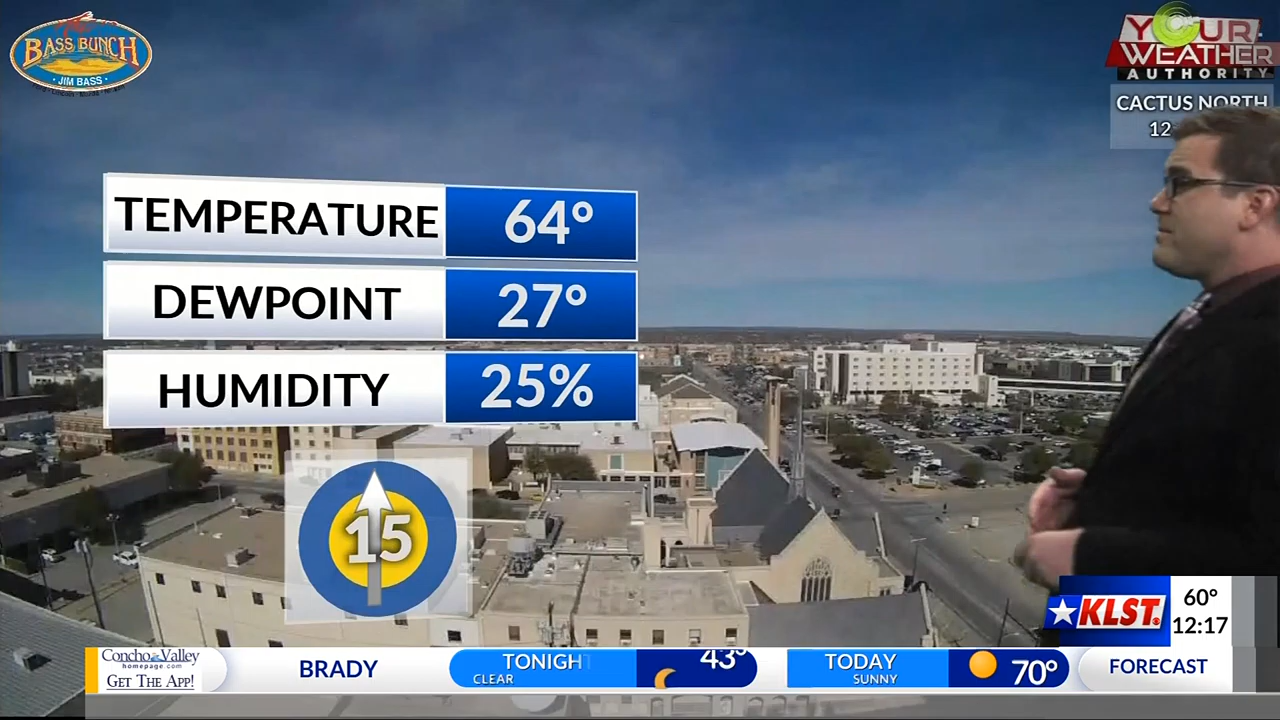 BASS BUNCH
JIM BASS
YOUR
WEATHER
AUTHORITY
CACTUS NORTH
12
TEMPERATURE 64°
DEWPOINT 27°
HUMIDITY 25%
15
KLST
60°
12:17
Concho Valley
homepage.com
GET THE APP!
BRADY
TONIGH
CLEAR
43°
TODAY
SUNNY
70°
FORECAST